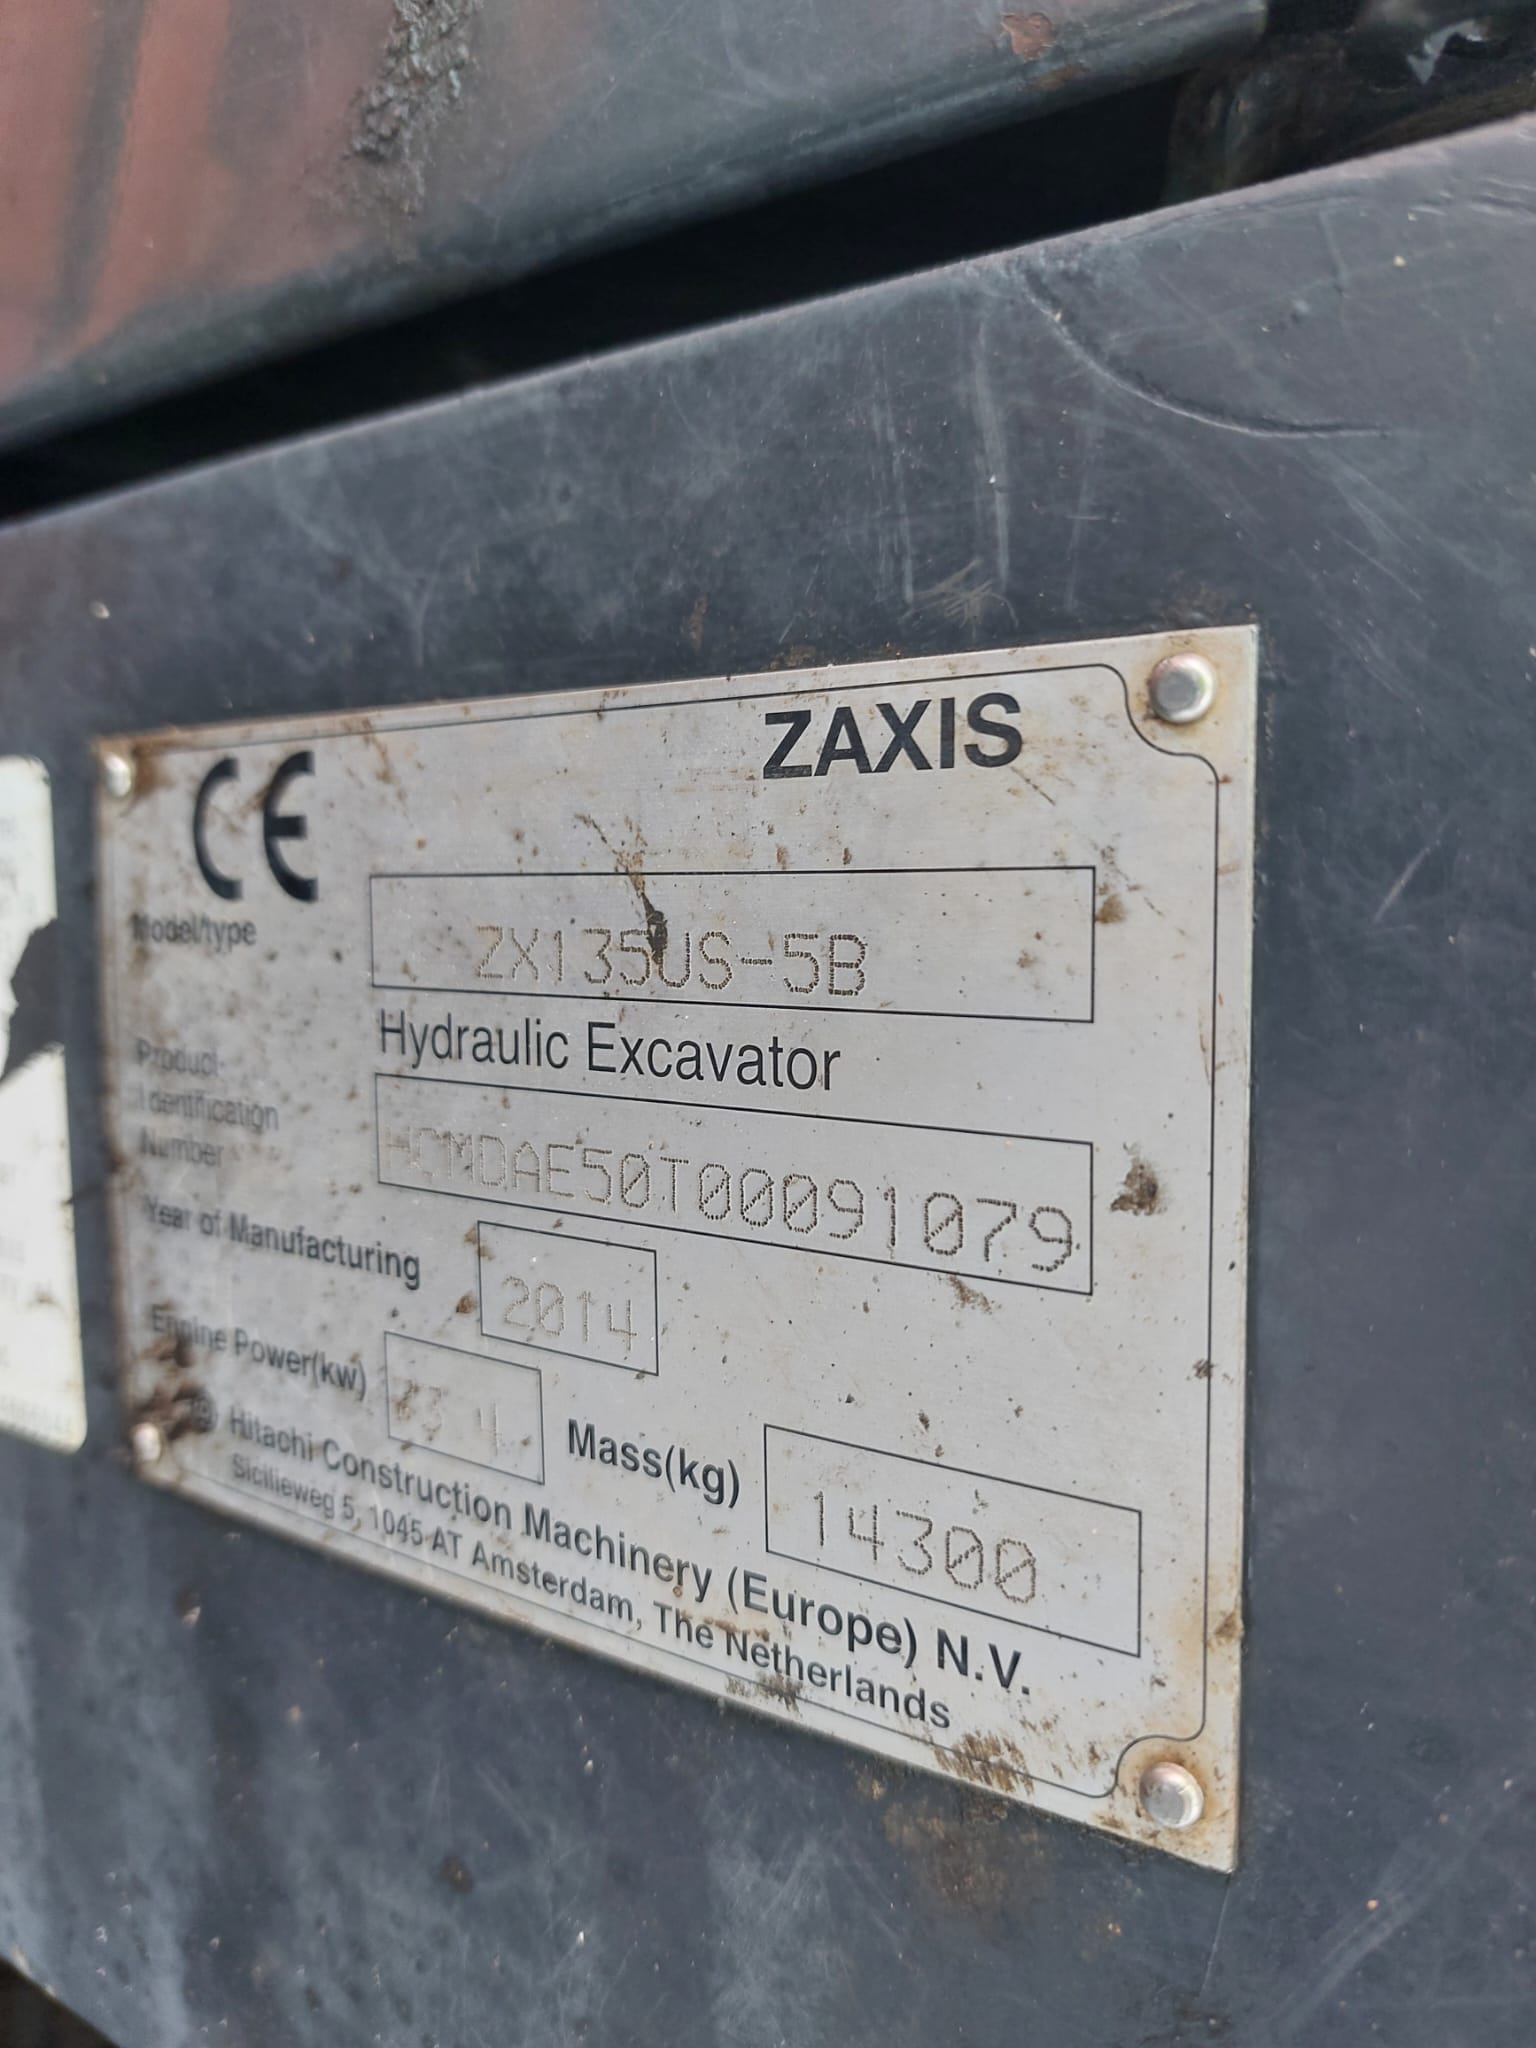 CE
ZAXIS
Model/type
ZX135US-5B
Hydraulic Excavator
Product
Identification
Number
HCMDAE50T00091079
Year of Manufacturing
2014
Engine Power(kw)
Mass(kg)
14300
Hitachi Construction Machinery (Europe) N.V.
Sicilieweg 5, 1045 AT Amsterdam, The Netherlands